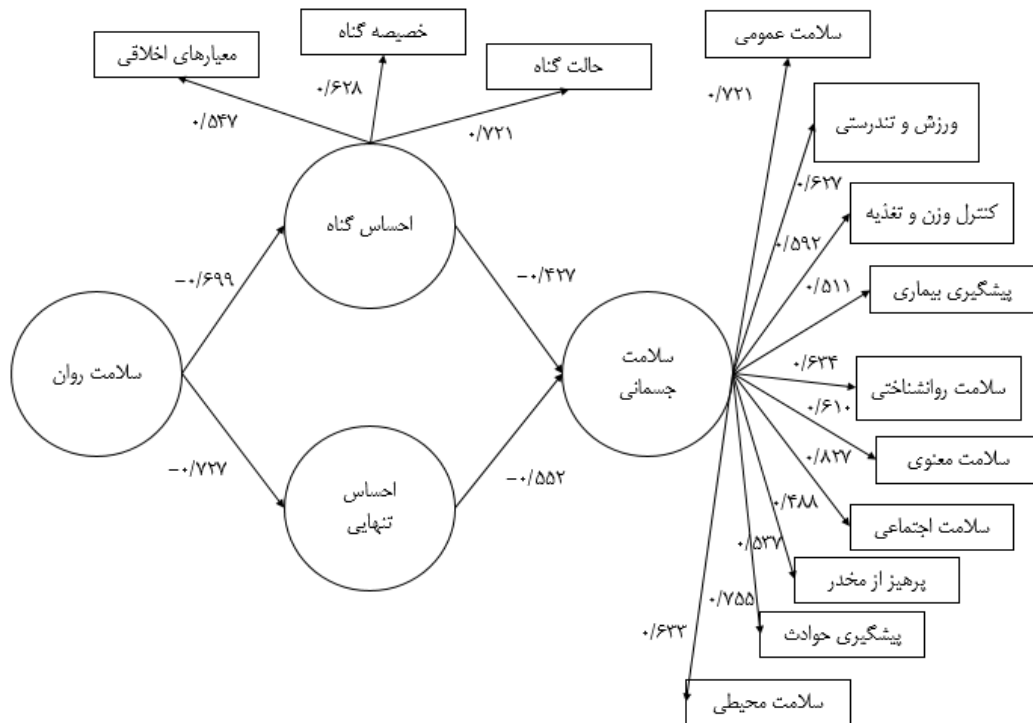 خصیصه گناه
معیارهای اخلاقی
حالت گناه
۰/۵۴۷
۰/۶۲۸
۰/۷۲۱
احساس گناه
−۰/۶۹۹
−۰/۴۲۷
سلامت روان
سلامت
جسمانی
−۰/۷۲۷
−۰/۵۵۲
احساس
تنهایی
سلامت عمومی
۰/۷۲۱
ورزش و تندرستی
۰/۶۲۷
کنترل وزن و تغذیه
۰/۵۹۲
پیشگیری بیماری
۰/۵۱۱
سلامت روانشناختی
۰/۶۳۴
سلامت معنوی
۰/۶۱۰
سلامت اجتماعی
۰/۸۲۷
پرهیز از مخدر
۰/۴۸۸
پیشگیری حوادث
۰/۵۳۷
۰/۷۵۵
۰/۶۳۳
سلامت محیطی